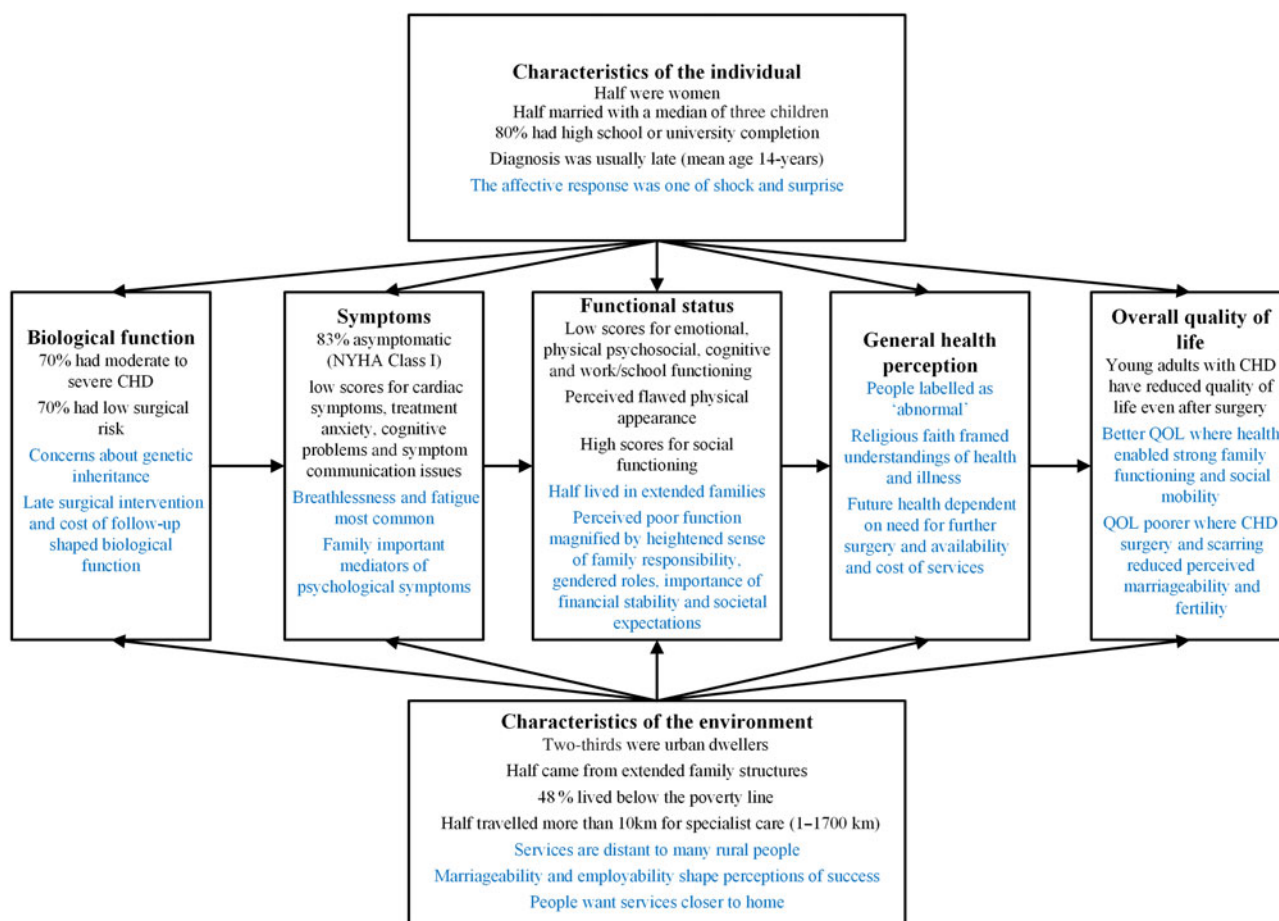 Characteristics of the individual
Half were women
Half married with a median of three children
80% had high school or university completion
Diagnosis was usually late (mean age 14-years)
The affective response was one of shock and surprise
Biological function
70% had moderate to
severe CHD
70% had low surgical
risk
Concerns about genetic
inheritance
Late surgical intervention
and cost of follow-up
shaped biological
function
Symptoms
83% asymptomatic
(NYHA Class I)
low scores for cardiac
symptoms, treatment
anxiety, cognitive
problems and symptom
communication issues
Breathlessness and fatigue
most common
Family important
mediators of
psychological symptoms
Functional status
Low scores for emotional,
physical psychosocial, cognitive
and work/school functioning
Perceived flawed physical
appearance
High scores for social
functioning
Half lived in extended families
Perceived poor function
magnified by heightened sense
of family responsibility,
gendered roles, importance of
financial stability and societal
expectations
General health
perception
People labelled as
‘abnormal’
Religious faith framed
understandings of health
and illness
Future health dependent
on need for further
surgery and availability
and cost of services
Overall quality of
life
Young adults with CHD
have reduced quality of
life even after surgery
Better QOL where health
enabled strong family
functioning and social
mobility
QOL poorer where CHD
surgery and scarring
reduced perceived
marriageability and
fertility
Characteristics of the environment
Two-thirds were urban dwellers
Half came from extended family structures
48% lived below the poverty line
Half travelled more than 10km for specialist care (1–1700 km)
Services are distant to many rural people
Marriageability and employability shape perceptions of success
People want services closer to home